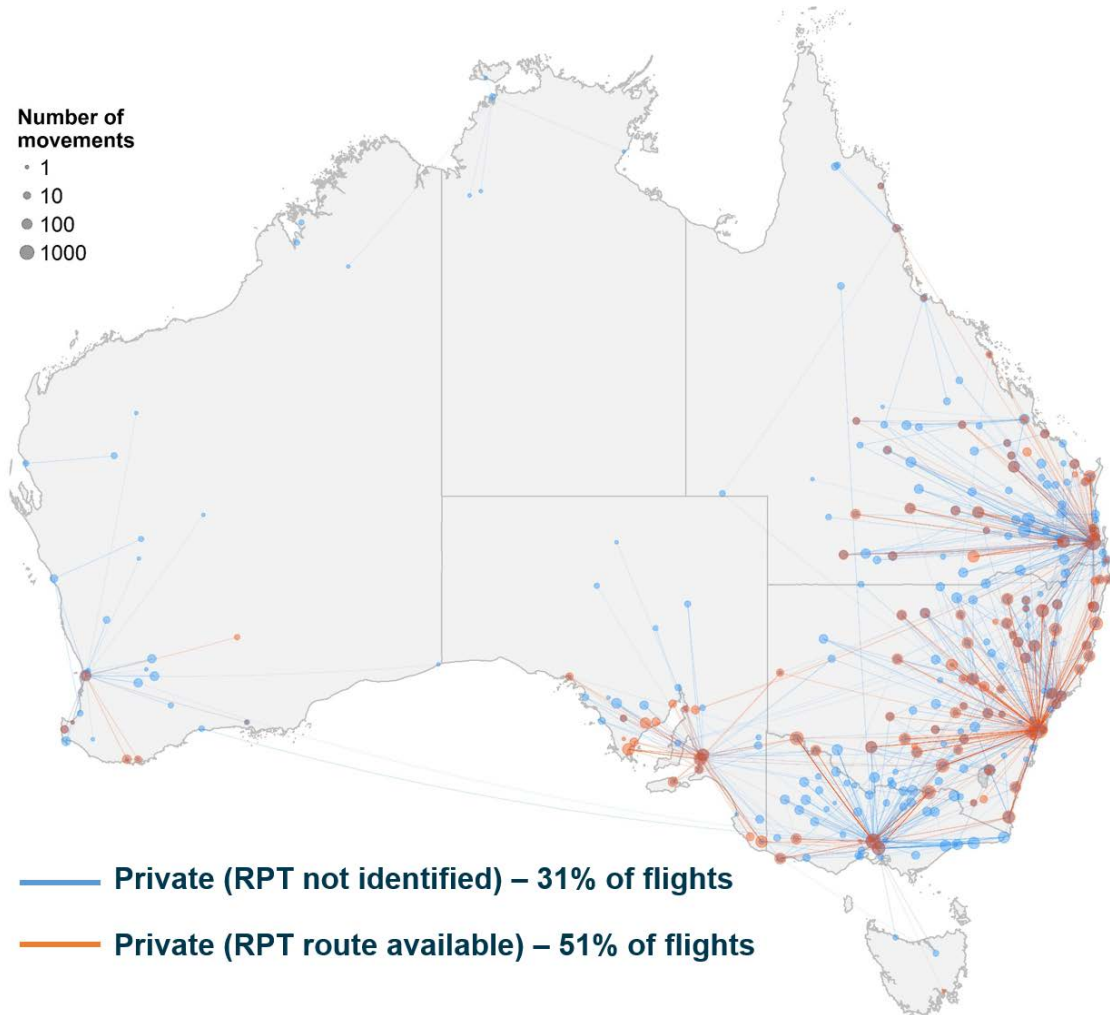 Number of
movements
1
10
100
1000
Private (RPT not identified) – 31% of flights
Private (RPT route available) – 51% of flights